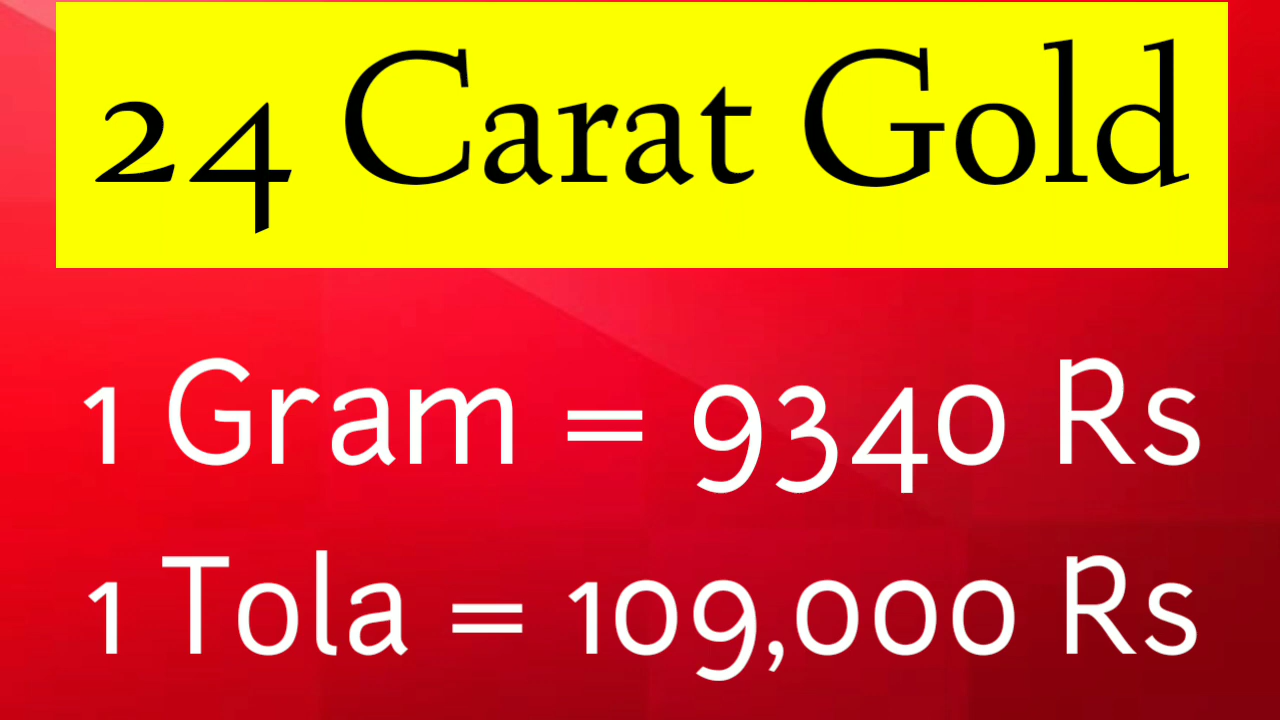 24 Carat Gold
1 Gram = 9340 Rs
1 Tola = 109,000 Rs